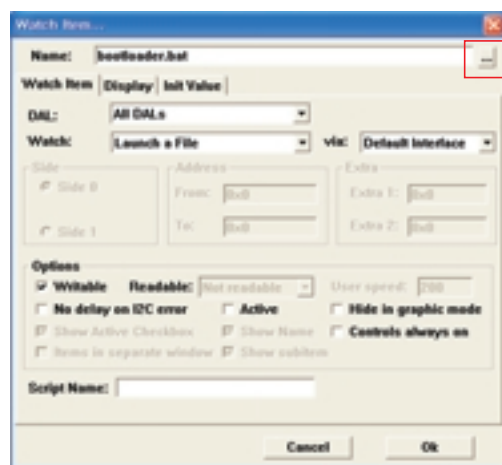 Watch Item...
Name: bootloader.bat ...
Watch Item Display Init Value
DAL: All DALs
Watch: Launch a File via: Default Interface
Side Address Extra
Side 0 From: 0x0 Extra 1: 0x0
Side 1 To: 0x0 Extra 2: 0x0
Options
Writable Readable: Not readable User speed: 200
No delay on I2C error Active Hide in graphic mode
Show Active Checkbox Show Name Controls always on
Items in separate window Show subitem
Script Name:
Cancel Ok